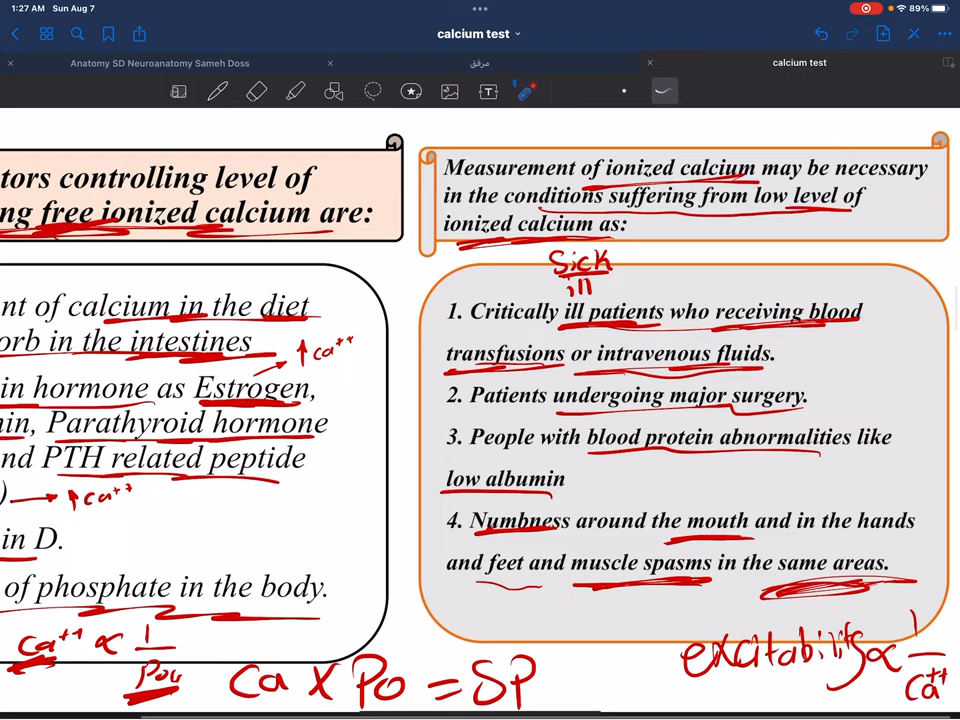 1:27 AM Sun Aug 7
89%
calcium test
Anatomy SD Neuroanatomy Sameh Doss
مرفق
calcium test
tors controlling level of
ng free ionized calcium are:
nt of calcium in the diet
orb in the intestines
↑ Ca++
in hormone as Estrogen,
nin, Parathyroid hormone
nd PTH related peptide
) → ↑ Ca++
in D.
of phosphate in the body.
Ca++ ∝ 1/Po4
Ca X Po = SP
Measurement of ionized calcium may be necessary
in the conditions suffering from low level of
ionized calcium as:
Sick
ill
1. Critically ill patients who receiving blood
transfusions or intravenous fluids.
2. Patients undergoing major surgery.
3. People with blood protein abnormalities like
low albumin
4. Numbness around the mouth and in the hands
and feet and muscle spasms in the same areas.
excitability ∝ 1/Ca++